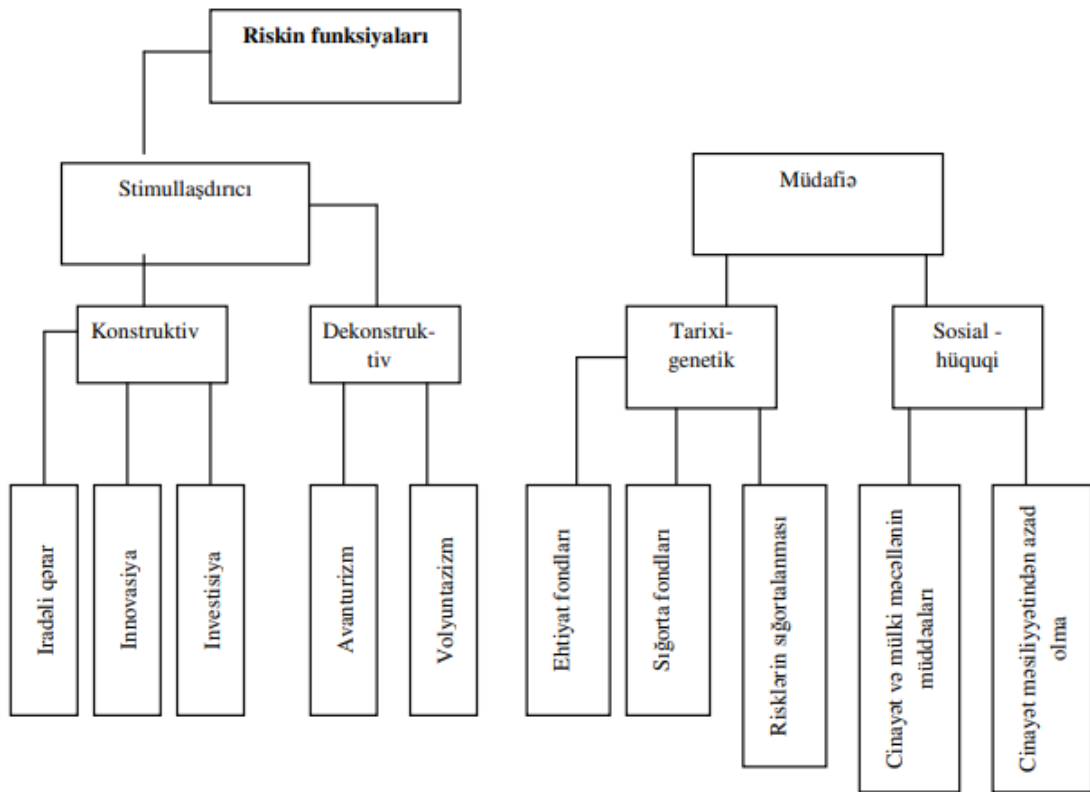 Riskin funksiyaları
Stimullaşdırıcı
Müdafiə
Konstruktiv
Dekonstruk-
tiv
Tarixi-
genetik
Sosial -
hüquqi
Iradəli qərar
Innovasiya
Investisiya
Avanturizm
Volyuntazizm
Ehtiyat fondları
Sığorta fondları
Risklərin sığortalanması
Cinayət və mülki məcəllənin
müddəaları
Cinayət məsiliyyətindən azad
olma